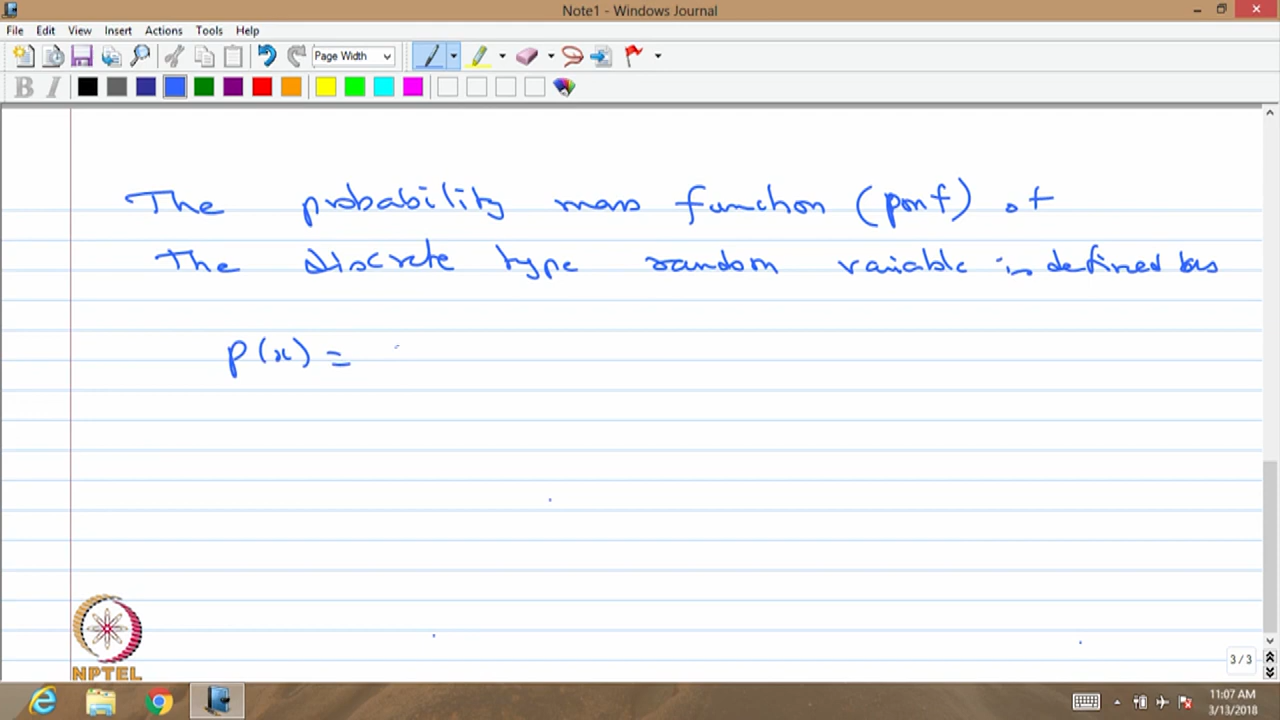 Note1 - Windows Journal
File Edit View Insert Actions Tools Help
Page Width
B I
The probability mass function (pmf) of
the discrete type random variable is defined as
p(x) =
NPTEL
3 / 3
11:07 AM
3/13/2018